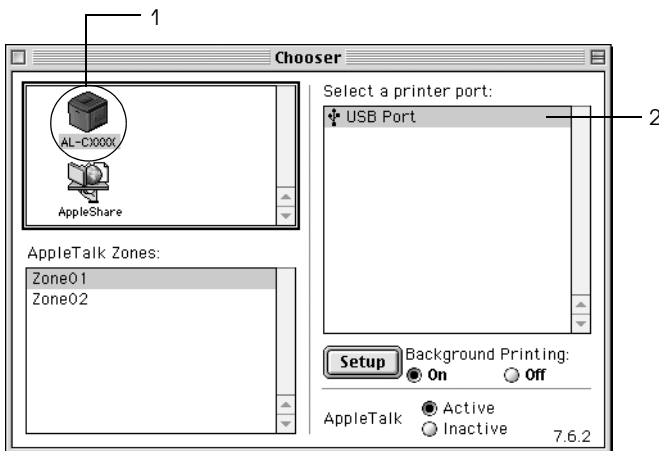 1
Chooser
Select a printer port:
USB Port
2
AL-CXXXX
AppleShare
AppleTalk Zones:
Zone01
Zone02
Setup
Background Printing:
On
Off
AppleTalk
Active
Inactive
7.6.2